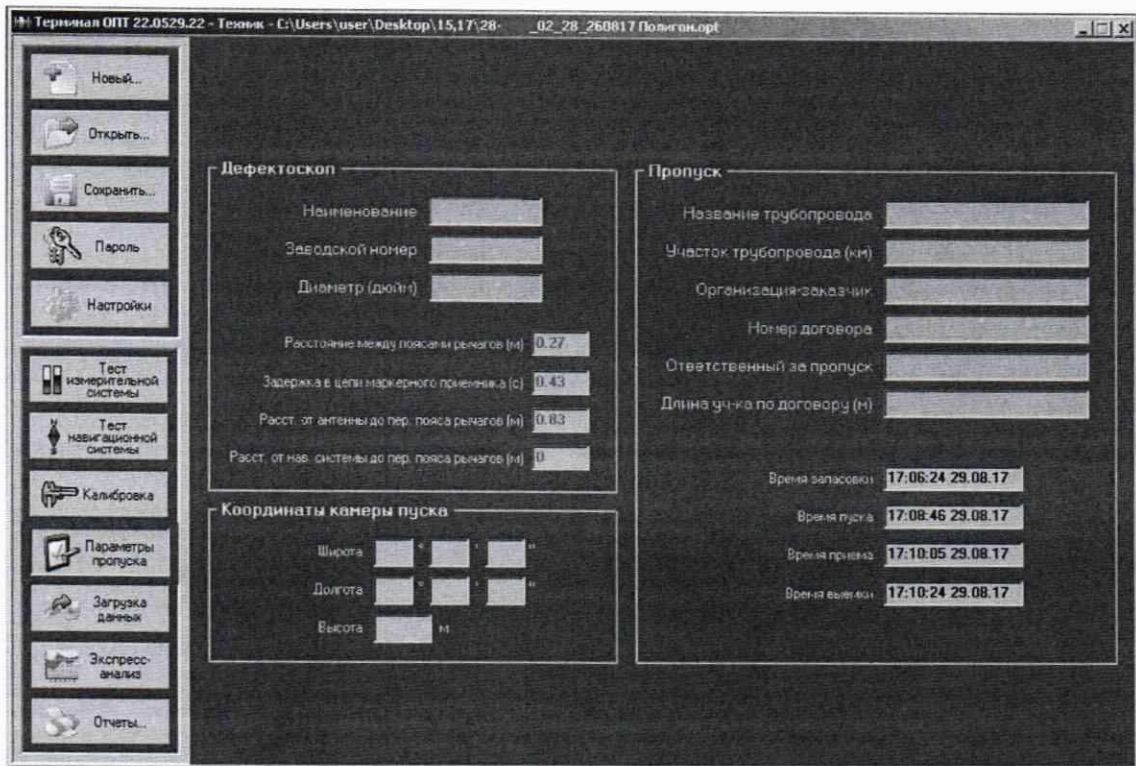 Терминал ОПТ 22.0529.22 - Техник - C:\Users\user\Desktop\15,17\28- _02_28_260817 Полигон.opt
Новый...
Открыть...
Сохранить...
Пароль
Настройки
Тест
измерительной
системы
Тест
навигационной
системы
Калибровка
Параметры
пропуска
Загрузка
данных
Экспресс-
анализ
Отчеты...
Дефектоскоп
Наименование
Заводской номер
Диаметр (дюйм)
Расстояние между поясами рычагов (м) 0.27
Задержка в цепи маркерного приемника (с) 0.43
Расст. от антенны до пер. пояса рычагов (м) 0.83
Расст. от нав. системы до пер. пояса рычагов (м) 0
Координаты камеры пуска
Широта ° ' "
Долгота ° ' "
Высота м
Пропуск
Название трубопровода
Участок трубопровода (км)
Организация-заказчик
Номер договора
Ответственный за пропуск
Длина уч-ка по договору (м)
Время запасовки 17:06:24 29.08.17
Время пуска 17:08:46 29.08.17
Время приема 17:10:05 29.08.17
Время выемки 17:10:24 29.08.17